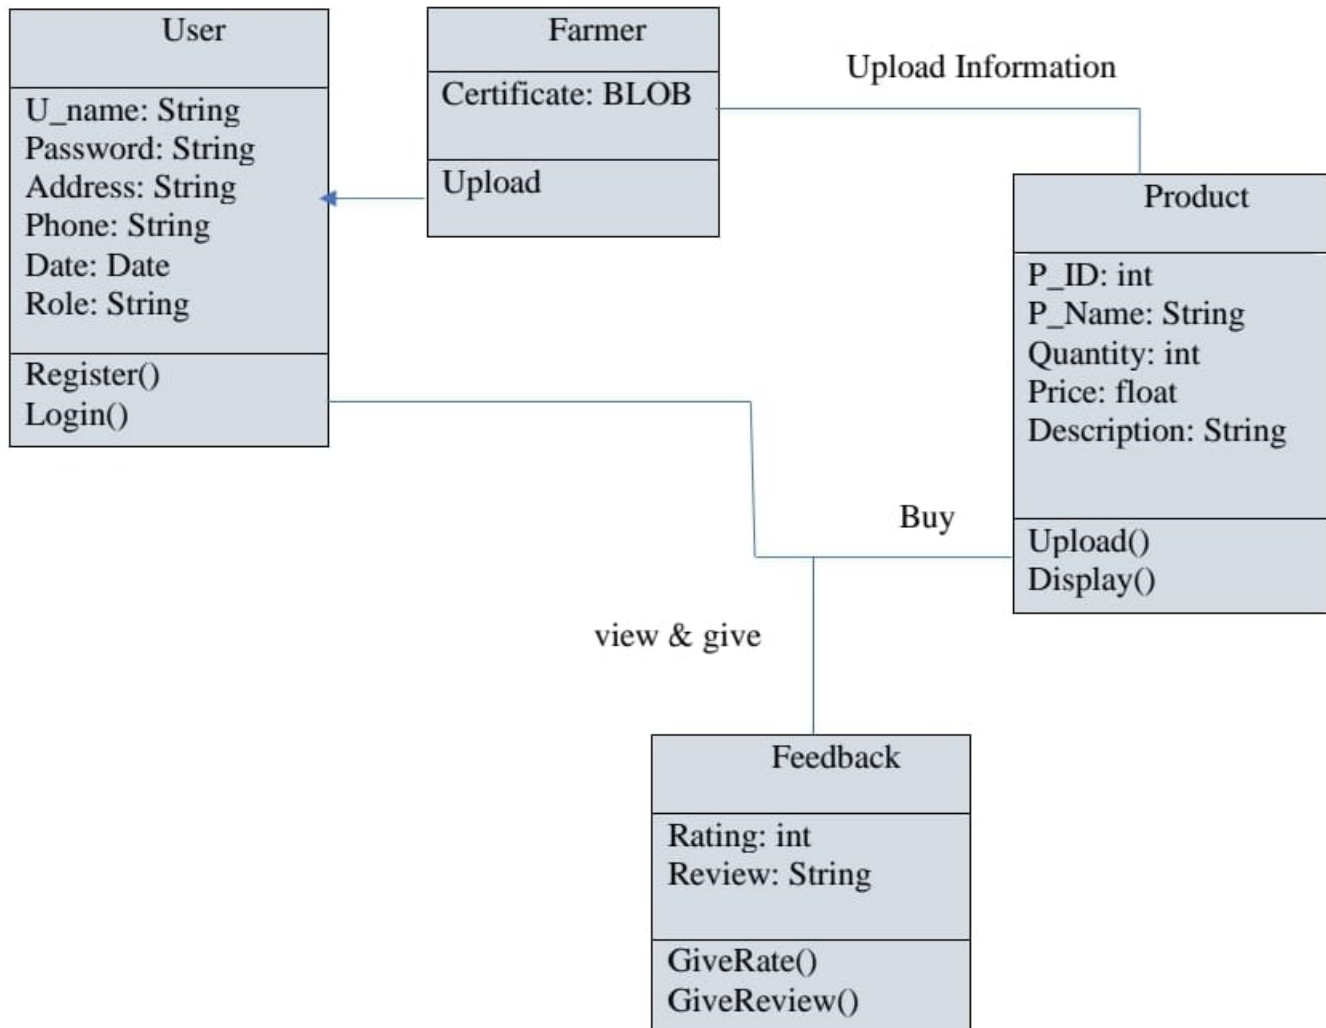 User
U_name: String
Password: String
Address: String
Phone: String
Date: Date
Role: String
Register()
Login()
Farmer
Certificate: BLOB
Upload
Upload Information
Product
P_ID: int
P_Name: String
Quantity: int
Price: float
Description: String
Upload()
Display()
Buy
view & give
Feedback
Rating: int
Review: String
GiveRate()
GiveReview()